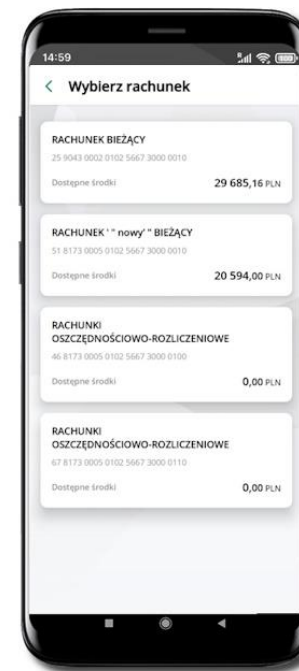 14:59
Wybierz rachunek
RACHUNEK BIEŻĄCY
25 9043 0002 0102 5667 3000 0010
Dostępne środki 29 685,16 PLN
RACHUNEK ' " nowy' " BIEŻĄCY
51 8173 0005 0102 5667 3000 0010
Dostępne środki 20 594,00 PLN
RACHUNKI
OSZCZĘDNOŚCIOWO-ROZLICZENIOWE
46 8173 0005 0102 5667 3000 0100
Dostępne środki 0,00 PLN
RACHUNKI
OSZCZĘDNOŚCIOWO-ROZLICZENIOWE
67 8173 0005 0102 5667 3000 0110
Dostępne środki 0,00 PLN